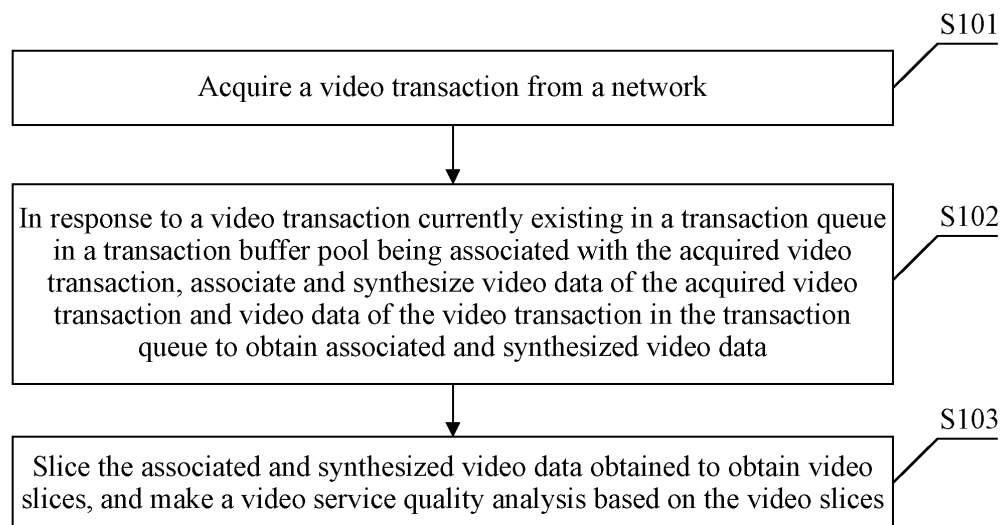 S101
Acquire a video transaction from a network
S102
In response to a video transaction currently existing in a transaction queue
in a transaction buffer pool being associated with the acquired video
transaction, associate and synthesize video data of the acquired video
transaction and video data of the video transaction in the transaction
queue to obtain associated and synthesized video data
S103
Slice the associated and synthesized video data obtained to obtain video
slices, and make a video service quality analysis based on the video slices